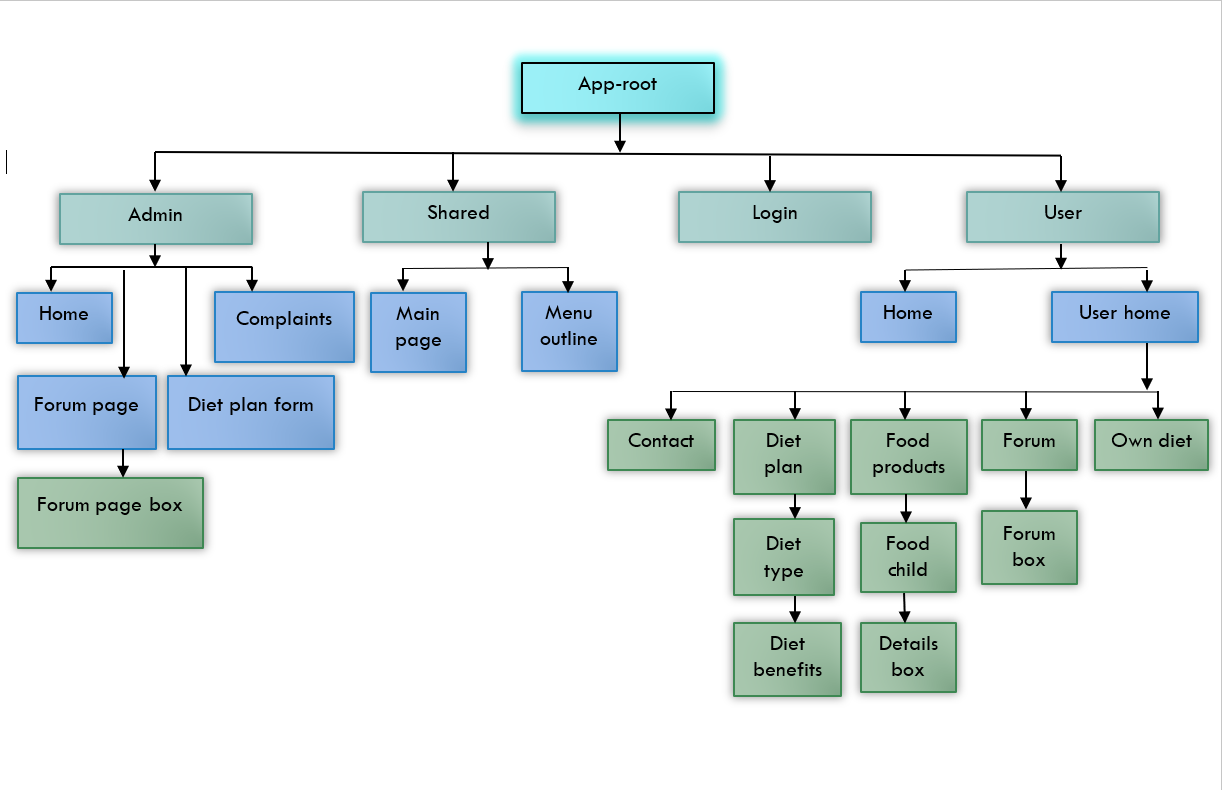 App-root
Admin
Shared
Login
User
Home
Complaints
Main
page
Menu
outline
Home
User home
Forum page
Diet plan form
Contact
Diet
plan
Food
products
Forum
Own diet
Forum page box
Diet
type
Food
child
Forum
box
Diet
benefits
Details
box